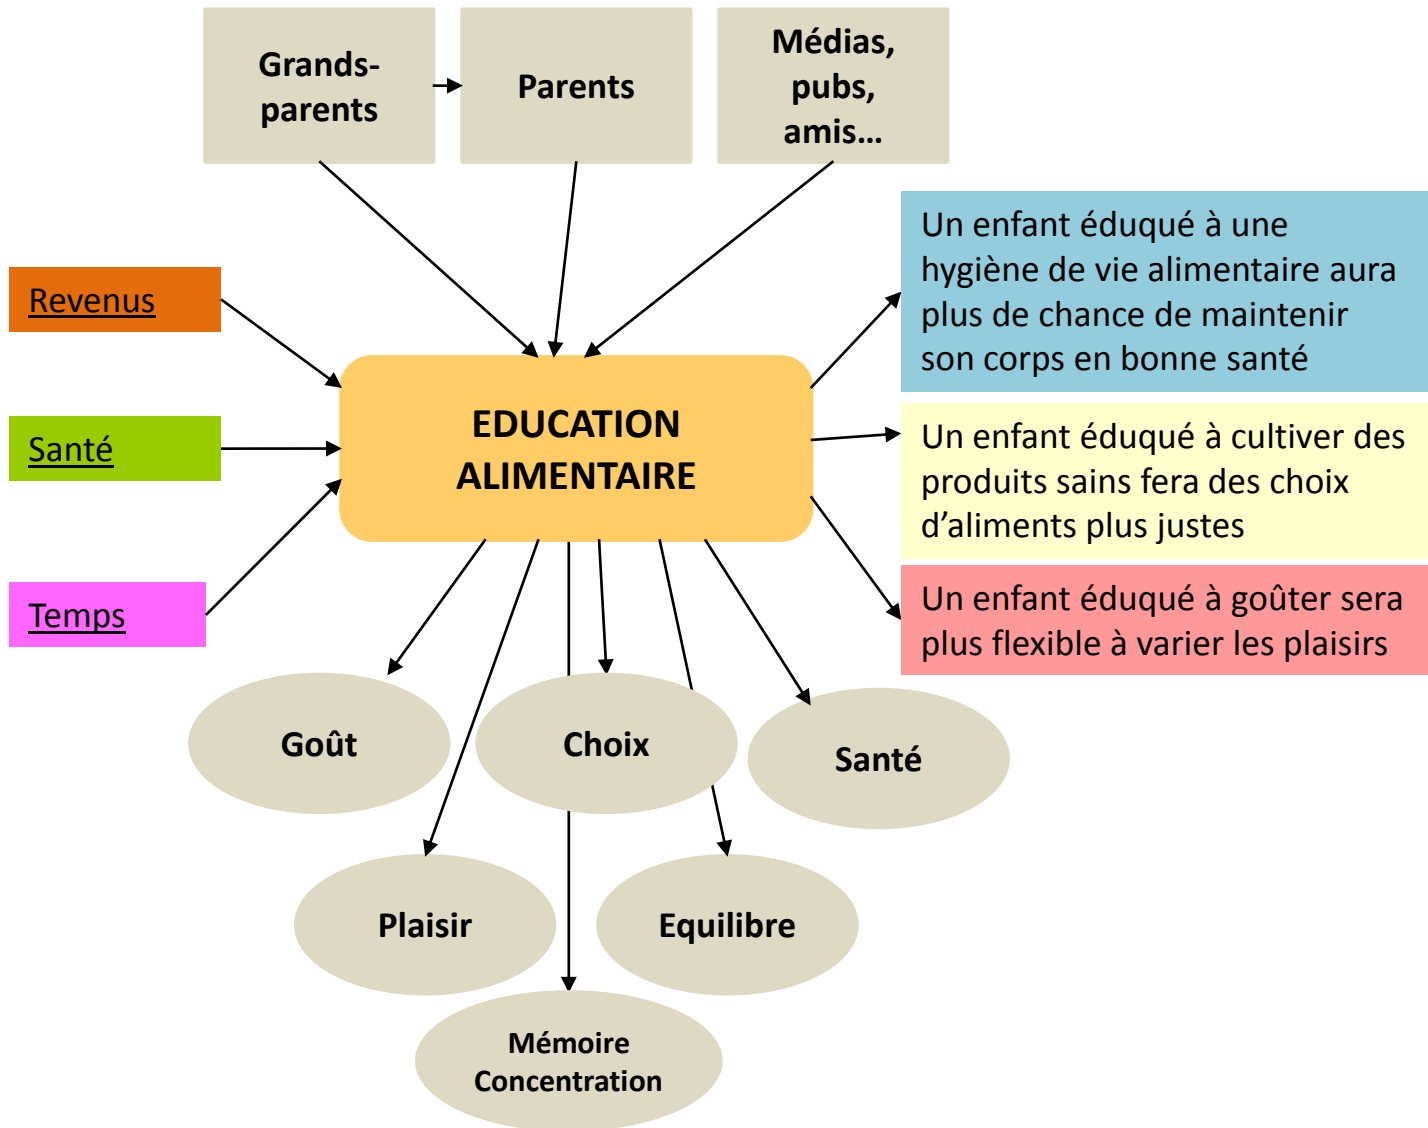 Grands-
parents
Parents
Médias,
pubs,
amis…
Revenus
Santé
Temps
EDUCATION
ALIMENTAIRE
Un enfant éduqué à une
hygiène de vie alimentaire aura
plus de chance de maintenir
son corps en bonne santé
Un enfant éduqué à cultiver des
produits sains fera des choix
d’aliments plus justes
Un enfant éduqué à goûter sera
plus flexible à varier les plaisirs
Goût
Choix
Santé
Plaisir
Equilibre
Mémoire
Concentration